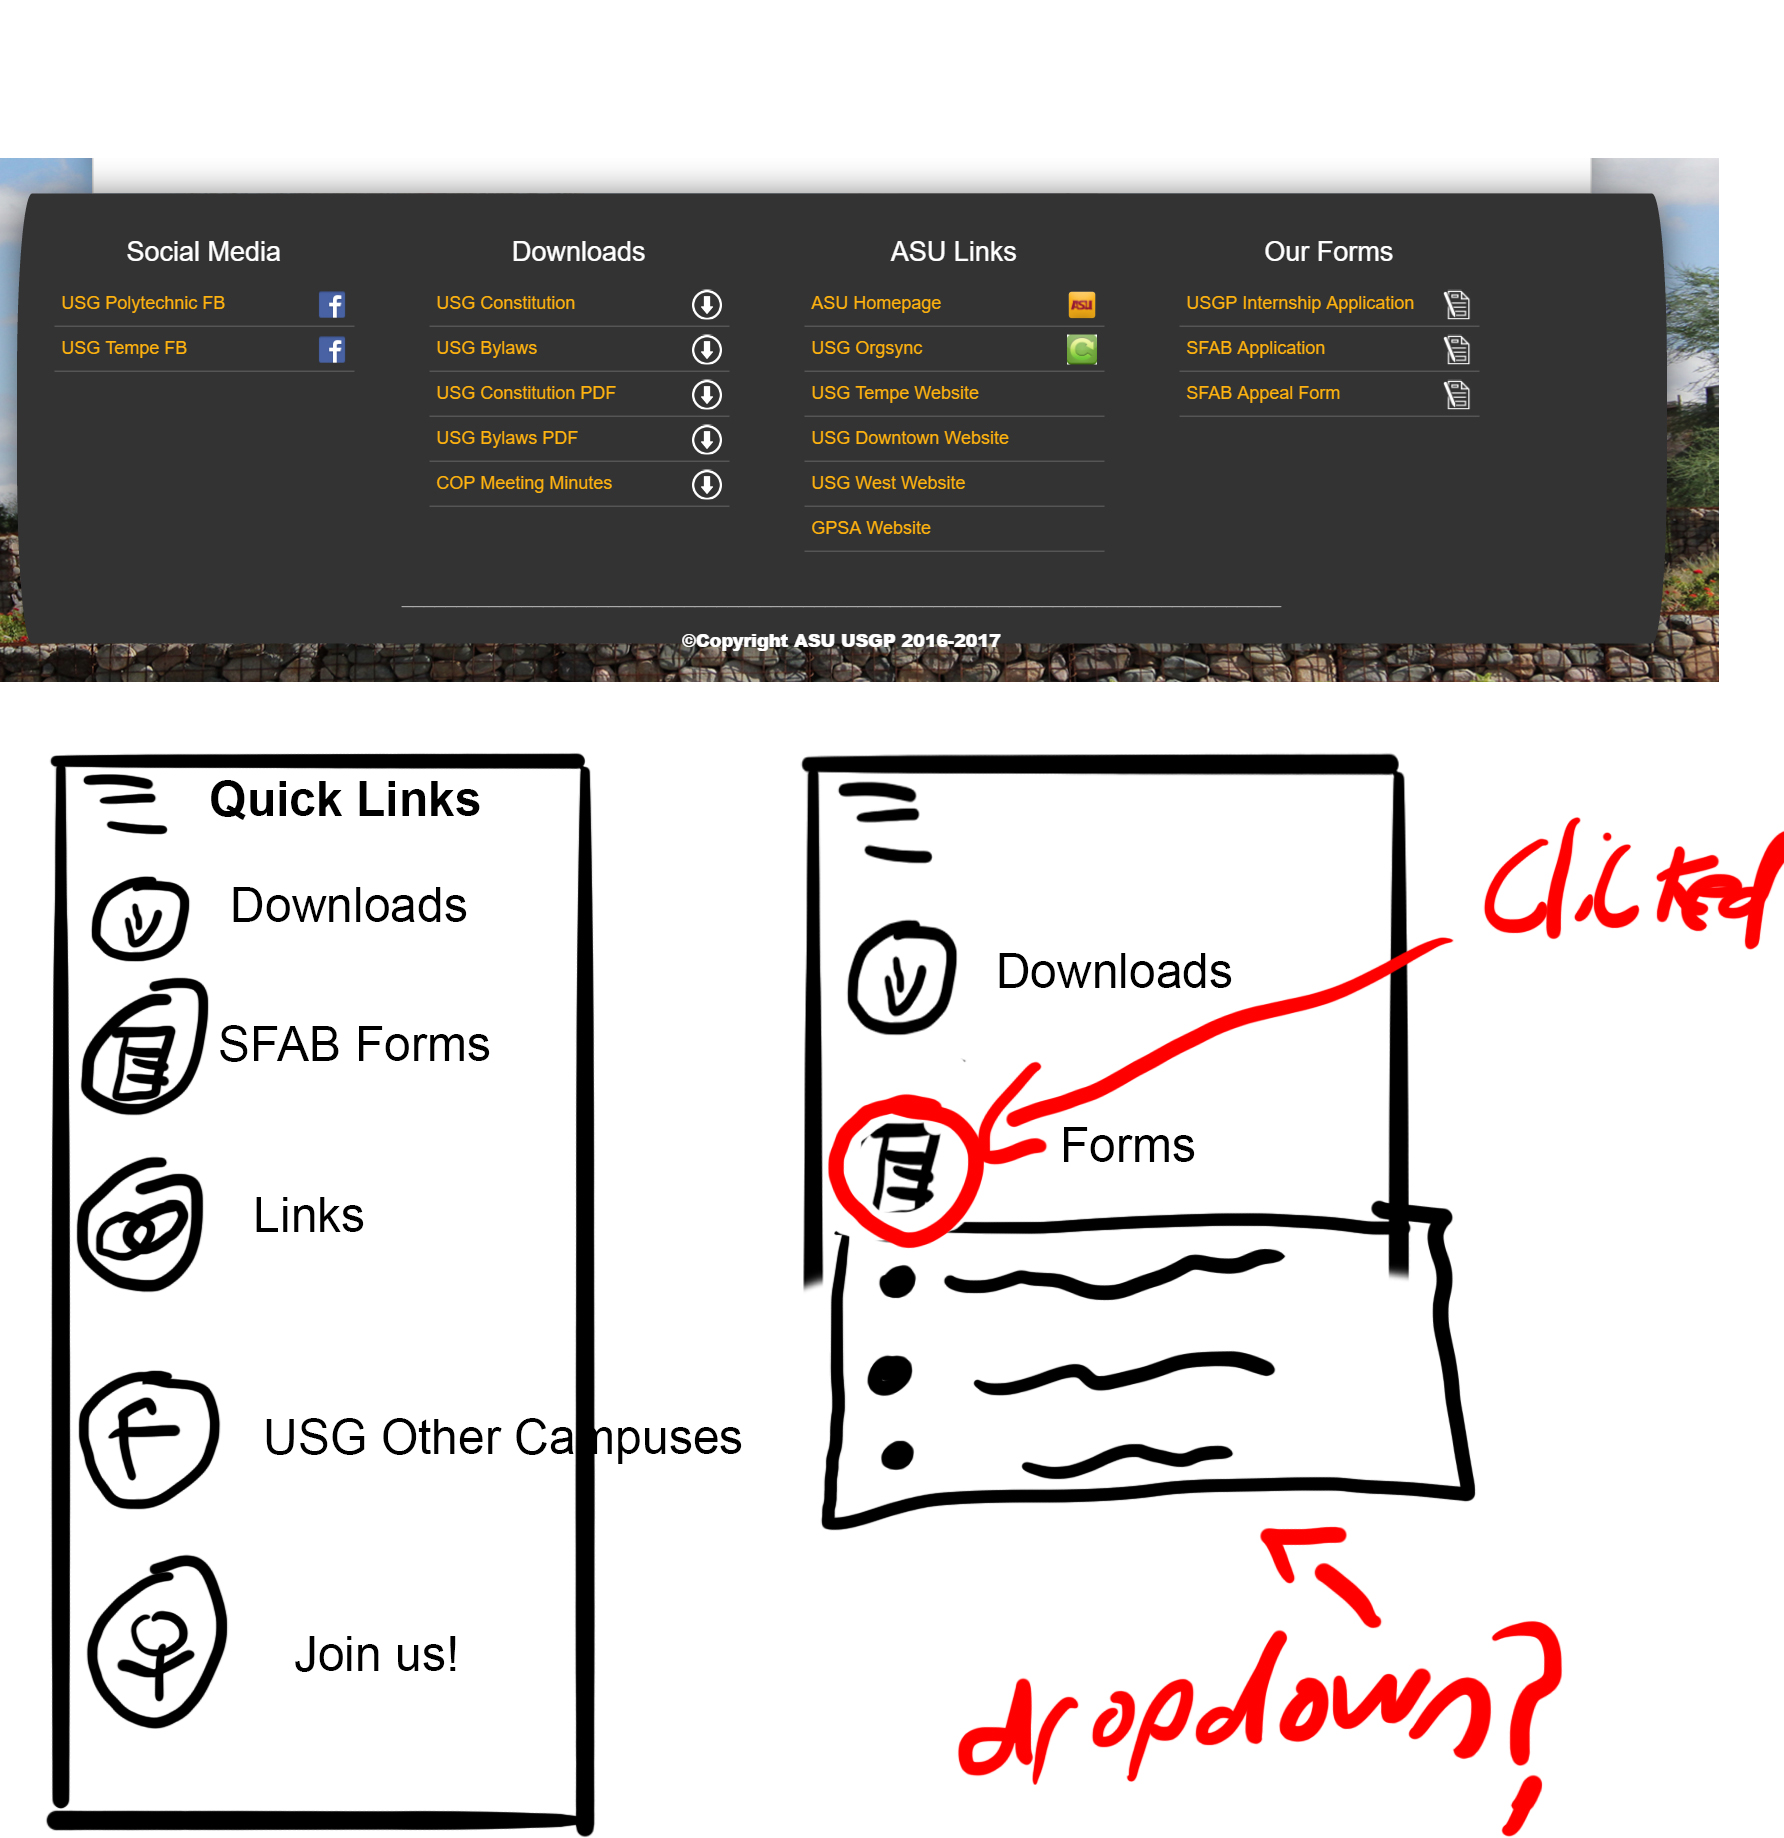 Social Media
USG Polytechnic FB
USG Tempe FB
Downloads
USG Constitution
USG Bylaws
USG Constitution PDF
USG Bylaws PDF
COP Meeting Minutes
ASU Links
ASU Homepage
ASU
USG Orgsync
USG Tempe Website
USG Downtown Website
USG West Website
GPSA Website
Our Forms
USGP Internship Application
SFAB Application
SFAB Appeal Form
©Copyright ASU USGP 2016-2017
Quick Links
Downloads
SFAB Forms
Links
F USG Other Campuses
Join us!
Clicked
Downloads
Forms
dropdown?